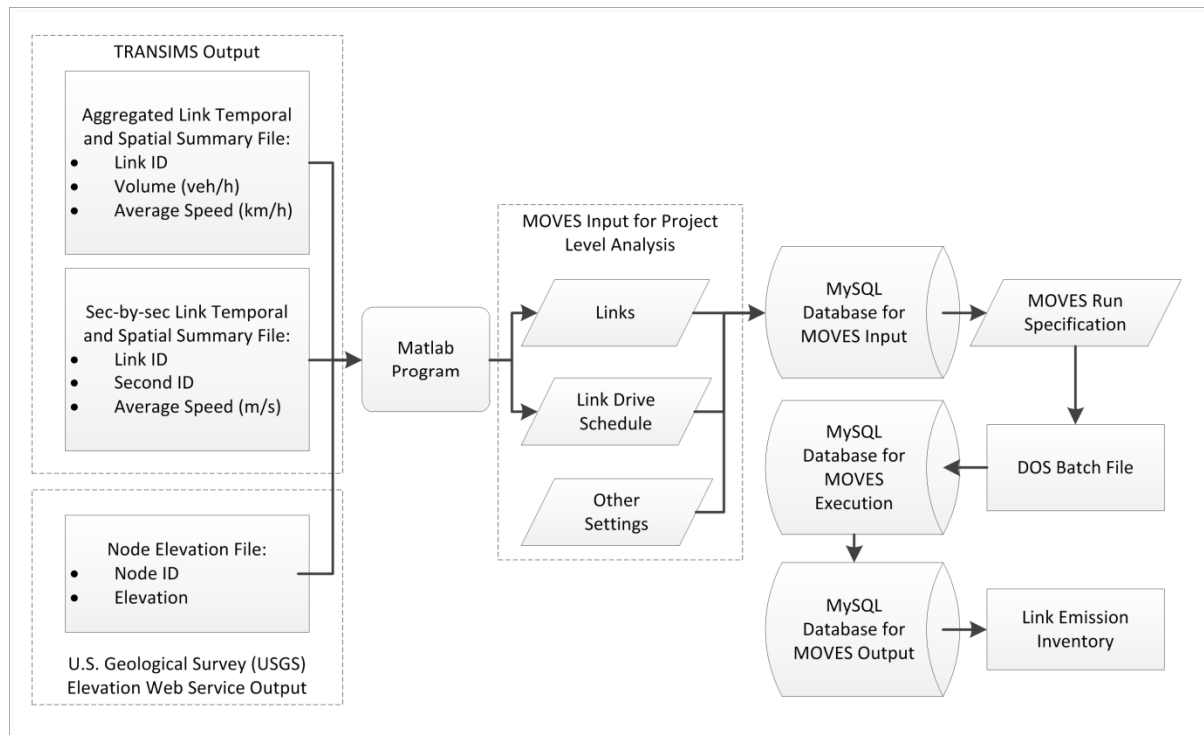 TRANSIMS Output
Aggregated Link Temporal
and Spatial Summary File:
• Link ID
• Volume (veh/h)
• Average Speed (km/h)
Sec-by-sec Link Temporal
and Spatial Summary File:
• Link ID
• Second ID
• Average Speed (m/s)
Node Elevation File:
• Node ID
• Elevation
U.S. Geological Survey (USGS)
Elevation Web Service Output
Matlab
Program
MOVES Input for Project
Level Analysis
Links
Link Drive
Schedule
Other
Settings
MySQL
Database for
MOVES Input
MOVES Run
Specification
DOS Batch File
MySQL
Database for
MOVES
Execution
MySQL
Database for
MOVES Output
Link Emission
Inventory